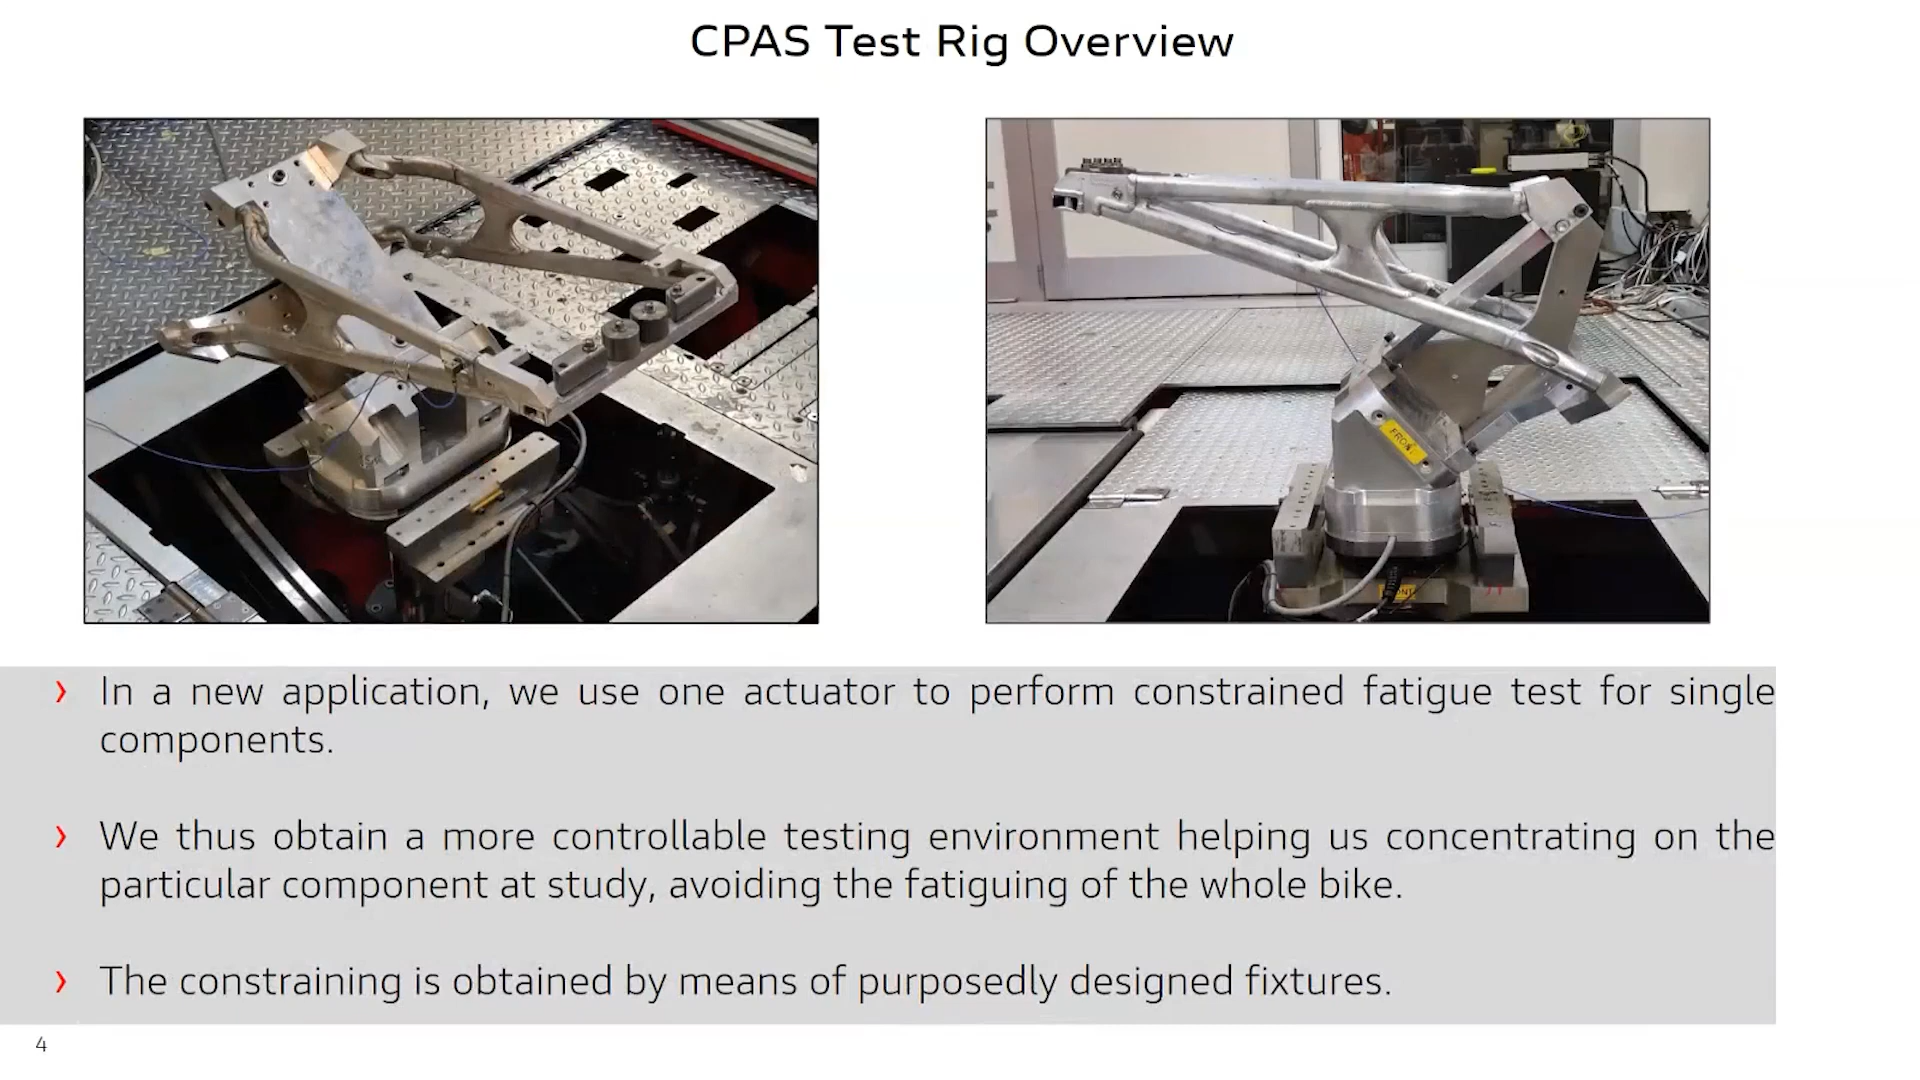 CPAS Test Rig Overview
FRONT
› In a new application, we use one actuator to perform constrained fatigue test for single
components.
› We thus obtain a more controllable testing environment helping us concentrating on the
particular component at study, avoiding the fatiguing of the whole bike.
› The constraining is obtained by means of purposedly designed fixtures.
4